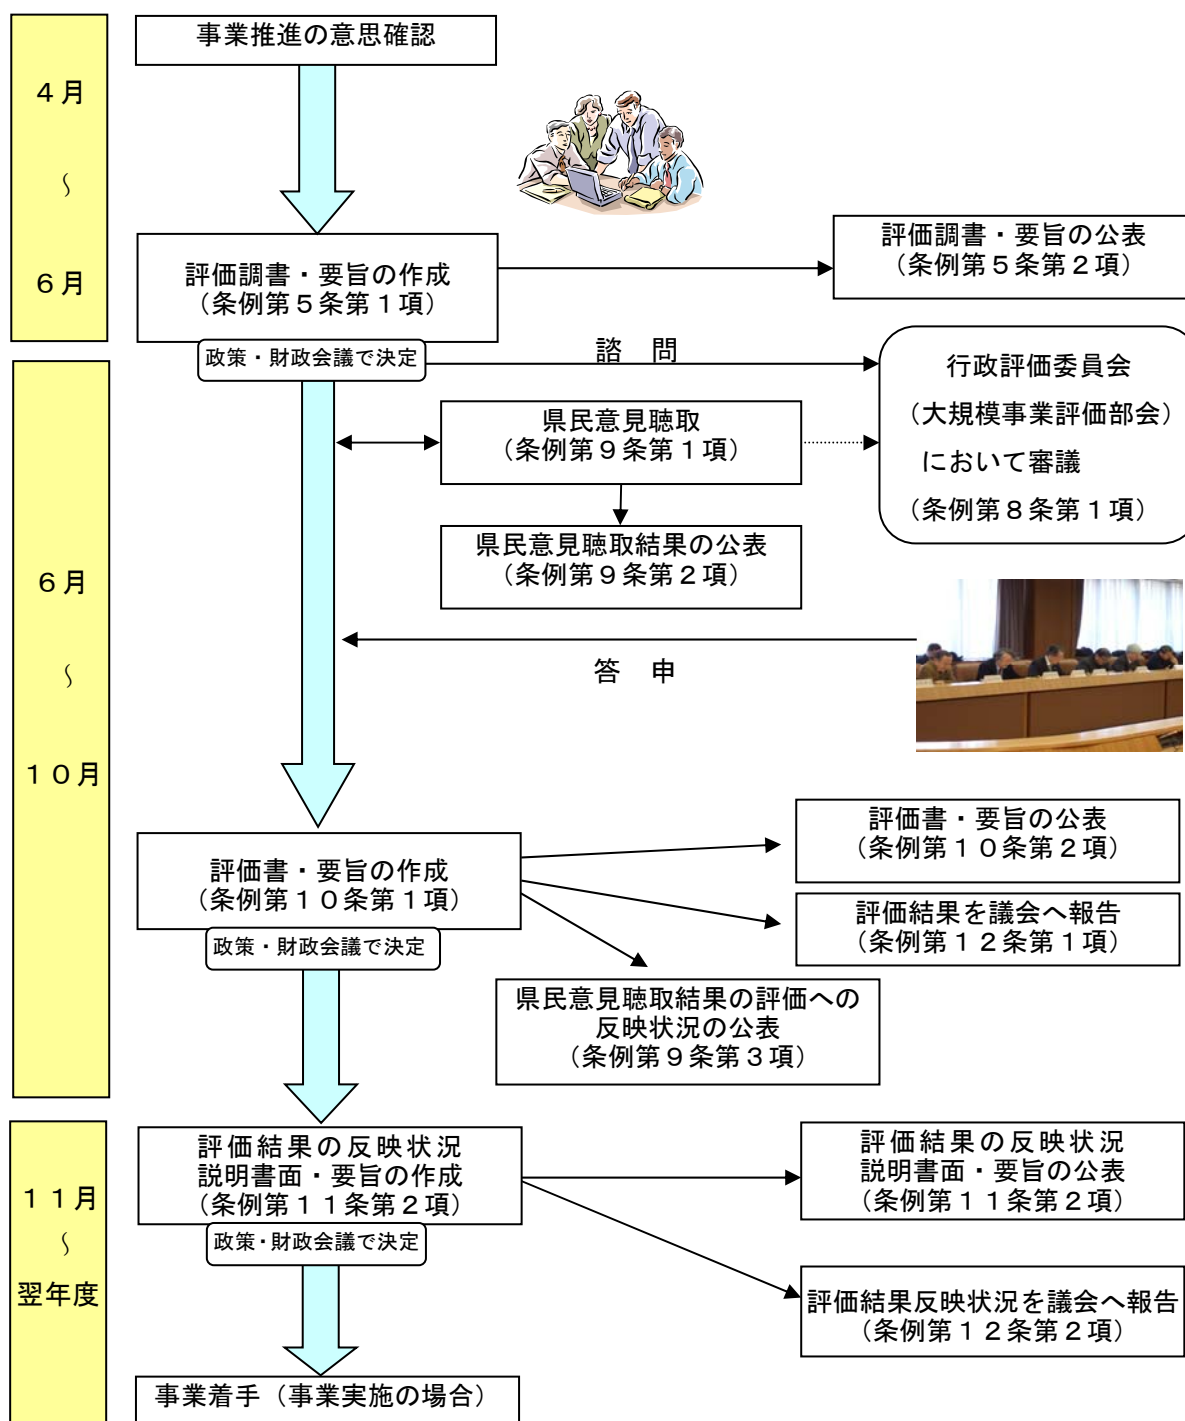 事業推進の意思確認
４月
～
６月
評価調書・要旨の作成
（条例第５条第１項）
政策・財政会議で決定
評価調書・要旨の公表
（条例第５条第２項）
諮　問
行政評価委員会
（大規模事業評価部会）
において審議
（条例第８条第１項）
県民意見聴取
（条例第９条第１項）
県民意見聴取結果の公表
（条例第９条第２項）
６月
～
１０月
答　申
評価書・要旨の作成
（条例第１０条第１項）
政策・財政会議で決定
評価書・要旨の公表
（条例第１０条第２項）
評価結果を議会へ報告
（条例第１２条第１項）
県民意見聴取結果の評価への
反映状況の公表
（条例第９条第３項）
１１月
～
翌年度
評価結果の反映状況
説明書面・要旨の作成
（条例第１１条第２項）
政策・財政会議で決定
評価結果の反映状況
説明書面・要旨の公表
（条例第１１条第２項）
評価結果反映状況を議会へ報告
（条例第１２条第２項）
事業着手（事業実施の場合）